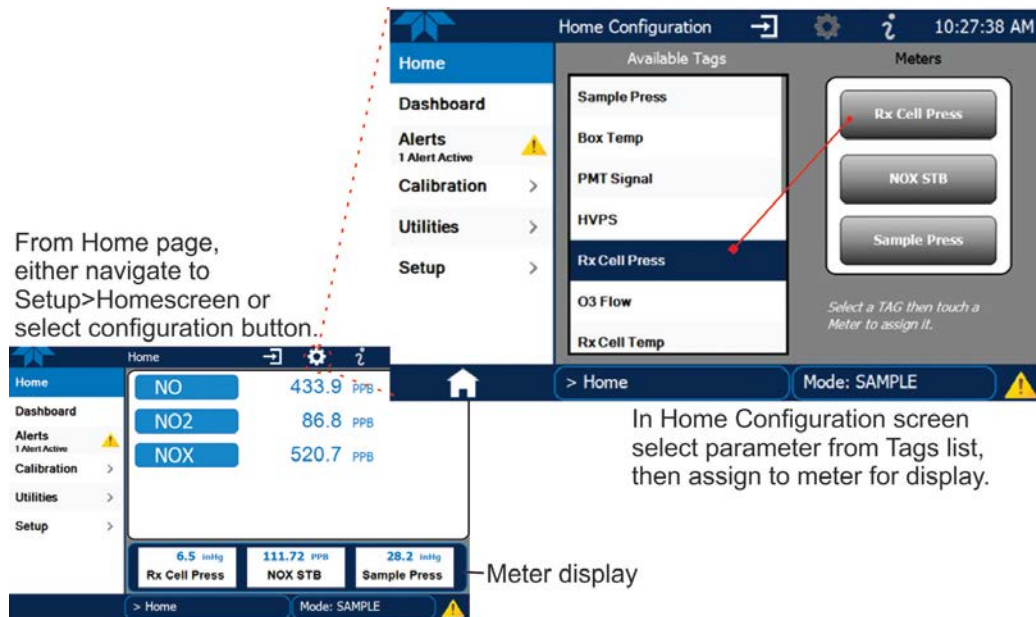 Home Configuration
10:27:38 AM
Home
Dashboard
Alerts
1 Alert Active
Calibration >
Utilities >
Setup >
Available Tags
Sample Press
Box Temp
PMT Signal
HVPS
Rx Cell Press
O3 Flow
Rx Cell Temp
Meters
Rx Cell Press
NOX STB
Sample Press
Select a TAG then touch a
Meter to assign it.
> Home
Mode: SAMPLE
From Home page,
either navigate to
Setup>Homescreen or
select configuration button.
Home
Home
Dashboard
Alerts
1 Alert Active
Calibration >
Utilities >
Setup >
NO 433.9 PPB
NO2 86.8 PPB
NOX 520.7 PPB
6.5 inHg
Rx Cell Press
111.72 PPB
NOX STB
28.2 inHg
Sample Press
> Home
Mode: SAMPLE
Meter display
In Home Configuration screen
select parameter from Tags list,
then assign to meter for display.